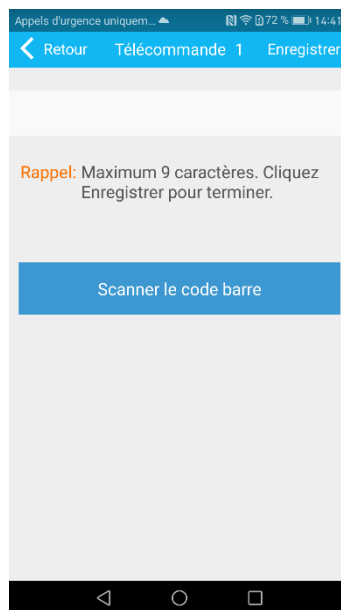 Appels d'urgence uniquem... 72 % 14:41
Retour Télécommande 1 Enregistrer
Rappel: Maximum 9 caractères. Cliquez
Enregistrer pour terminer.
Scanner le code barre